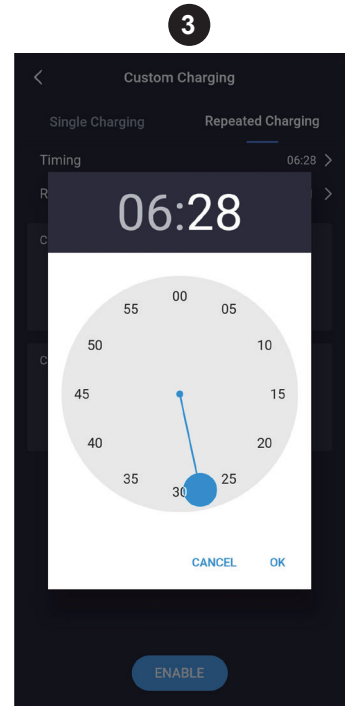 3
Custom Charging
Single Charging Repeated Charging
Timing 06:28
R
06:28
C
00
55 05
50 10
C
45 15
40 20
35 25
30
CANCEL OK
ENABLE